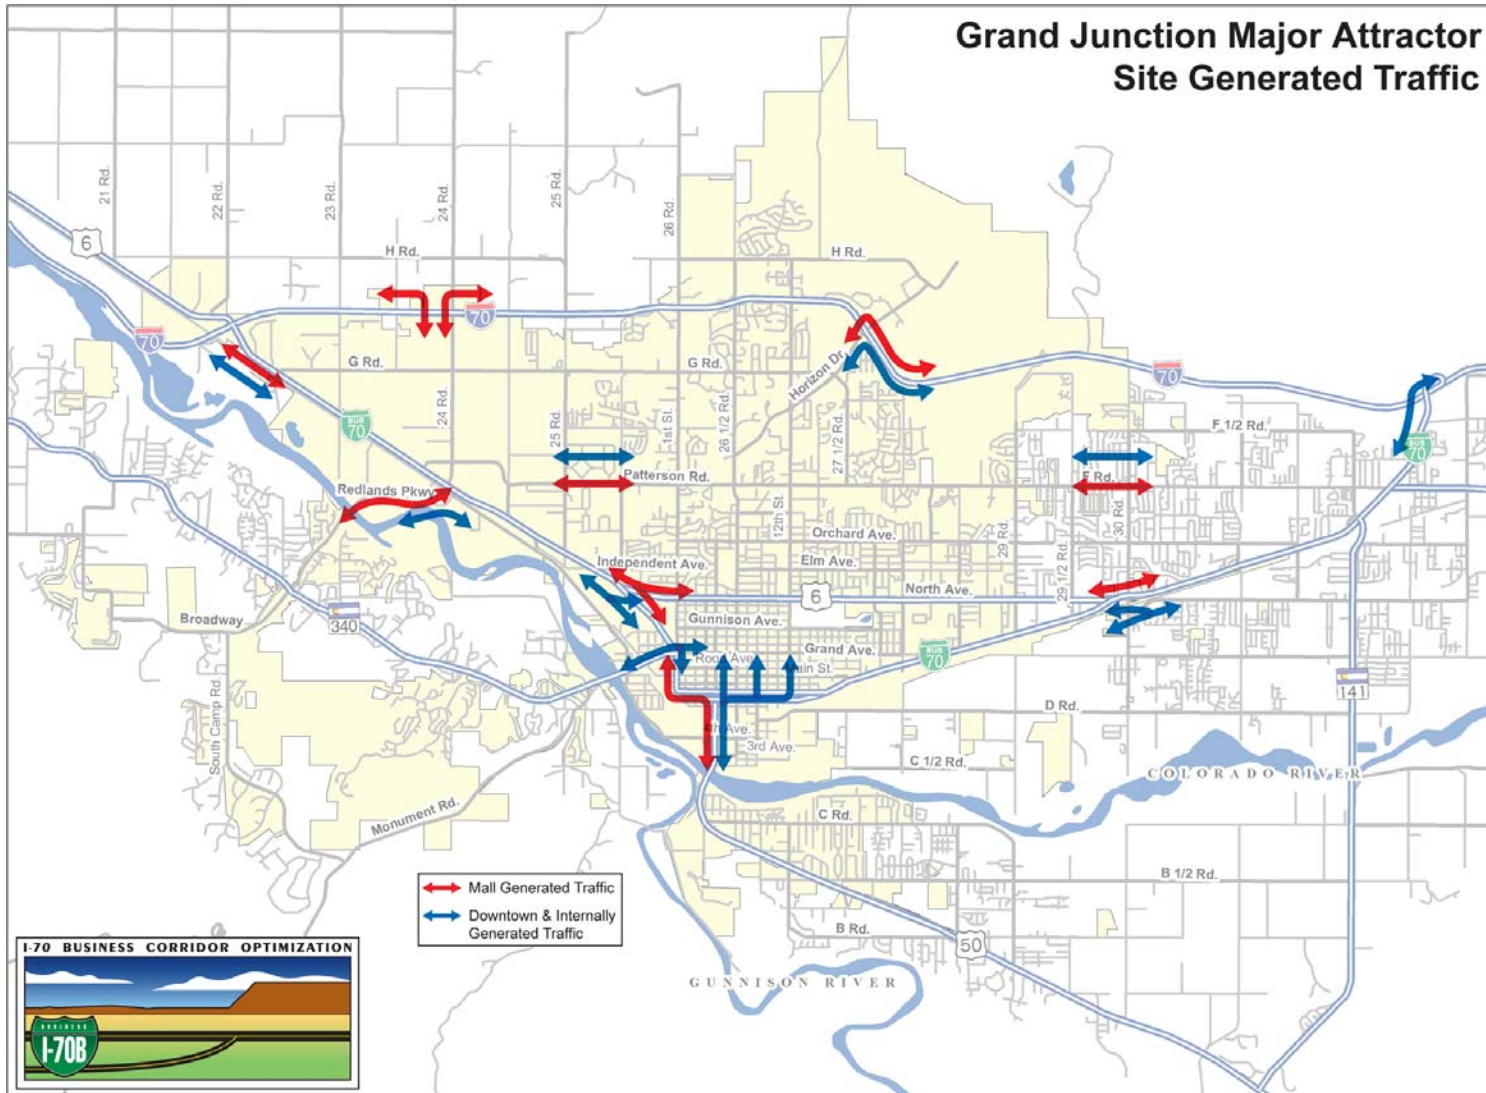 Grand Junction Major Attractor
Site Generated Traffic
21 Rd.
22 Rd.
23 Rd.
24 Rd.
25 Rd.
26 Rd.
6
H Rd.
H Rd.
70
70
70
G Rd.
G Rd.
Horizon Dr.
BUS
70
24 Rd.
25 Rd.
1st St.
26 1/2 Rd.
27 1/2 Rd.
F 1/2 Rd.
BUS
70
Patterson Rd.
F Rd.
Redlands Pkwy
12th St.
29 Rd.
30 Rd.
29 1/2 Rd.
Orchard Ave.
Independent Ave.
Elm Ave.
6
North Ave.
Broadway
340
Gunnison Ave.
Grand Ave.
BUS
70
Rood Ave.
Main St.
141
South Camp Rd.
D Rd.
4th Ave.
3rd Ave.
C 1/2 Rd.
COLORADO RIVER
Monument Rd.
C Rd.
B 1/2 Rd.
B Rd.
50
GUNNISON RIVER
Mall Generated Traffic
Downtown & Internally
Generated Traffic
I-70 BUSINESS CORRIDOR OPTIMIZATION
BUSINESS
I-70B